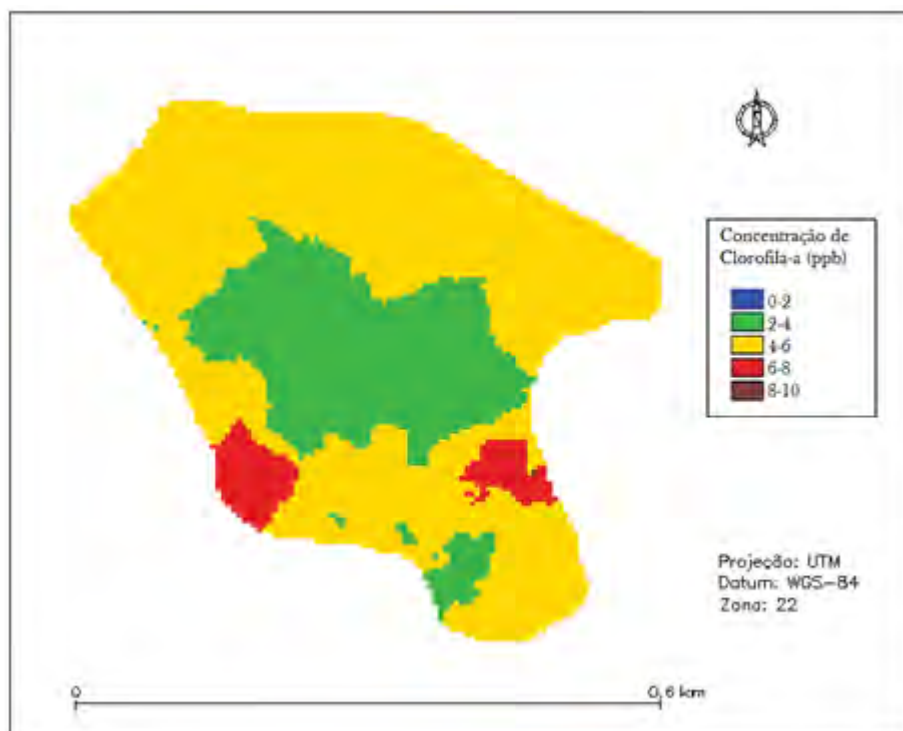 Concentração de
Clorofila-a (ppb)
0-2
2-4
4-6
6-8
8-10
Projeção: UTM
Datum: WGS-84
Zona: 22
0
0,6 km